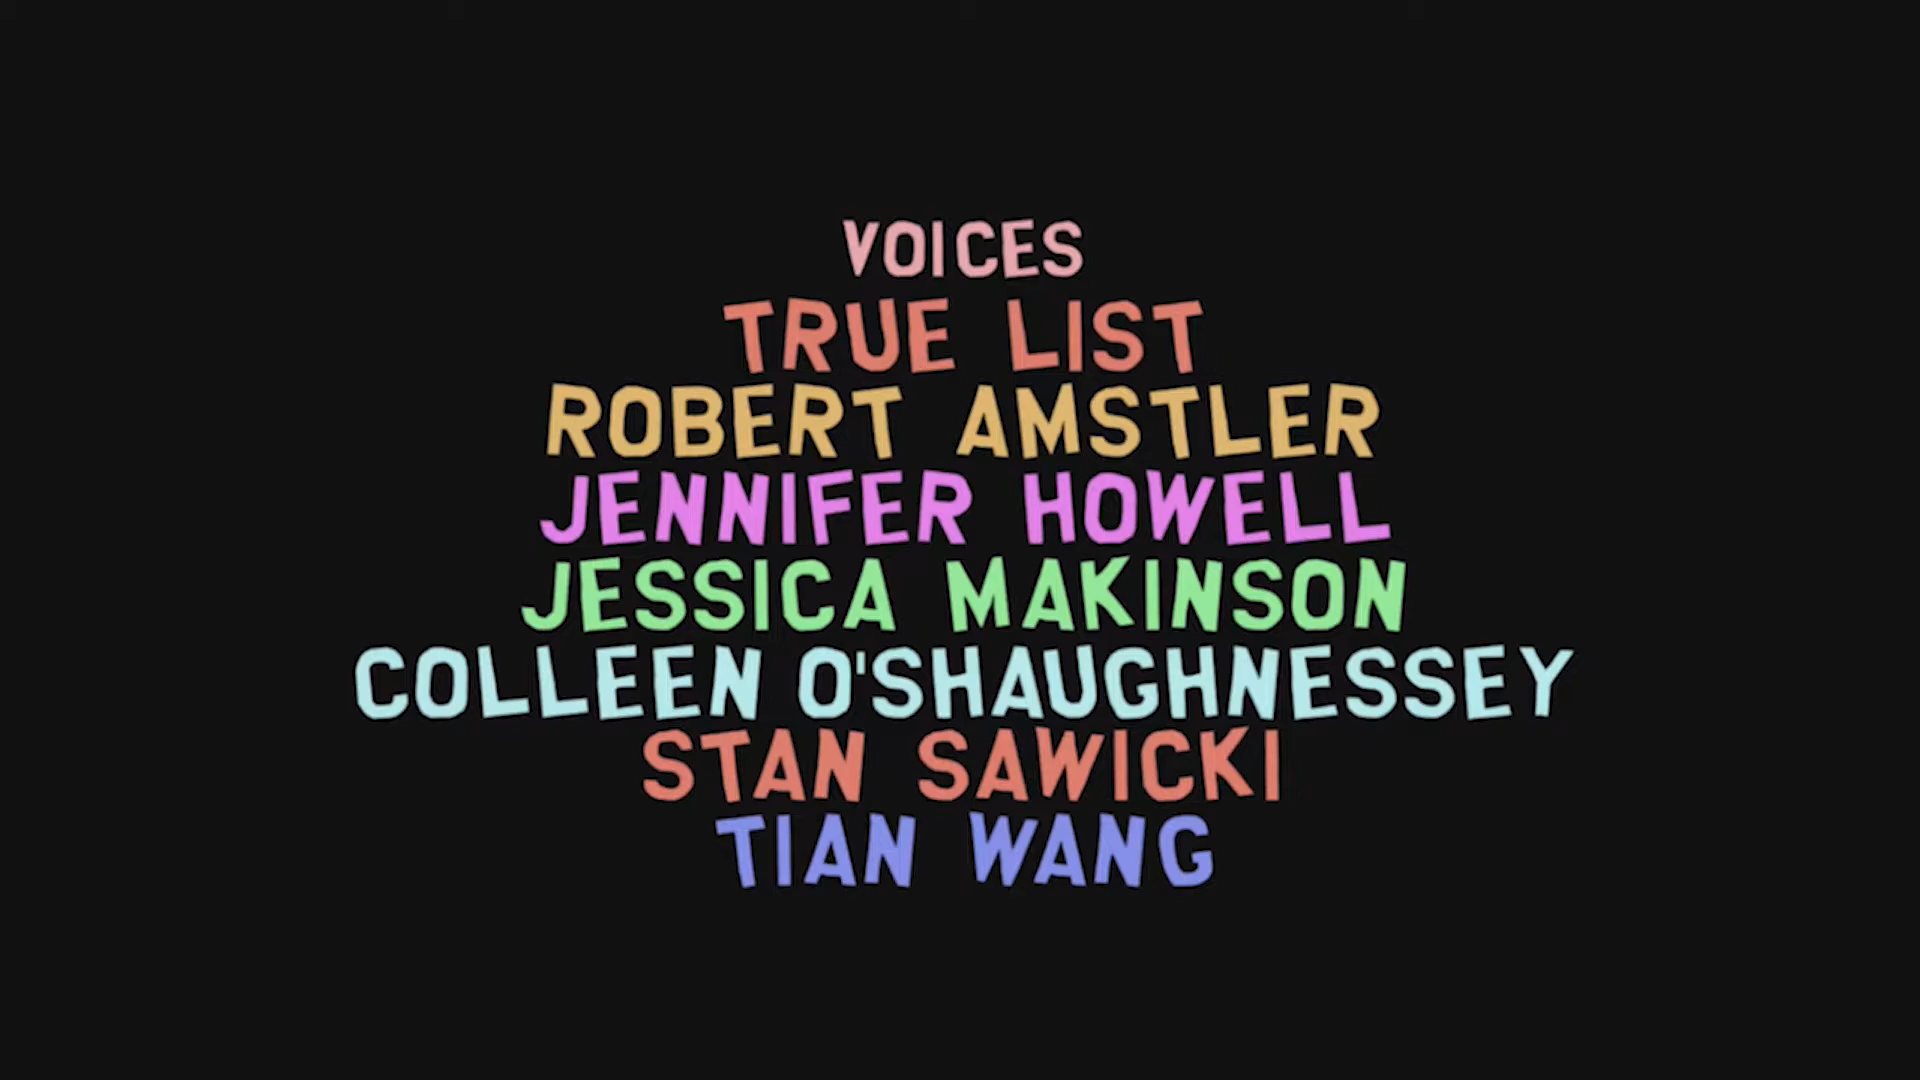 VOICES
TRUE LIST
ROBERT AMSTLER
JENNIFER HOWELL
JESSICA MAKINSON
COLLEEN O'SHAUGHNESSEY
STAN SAWICKI
TIAN WANG